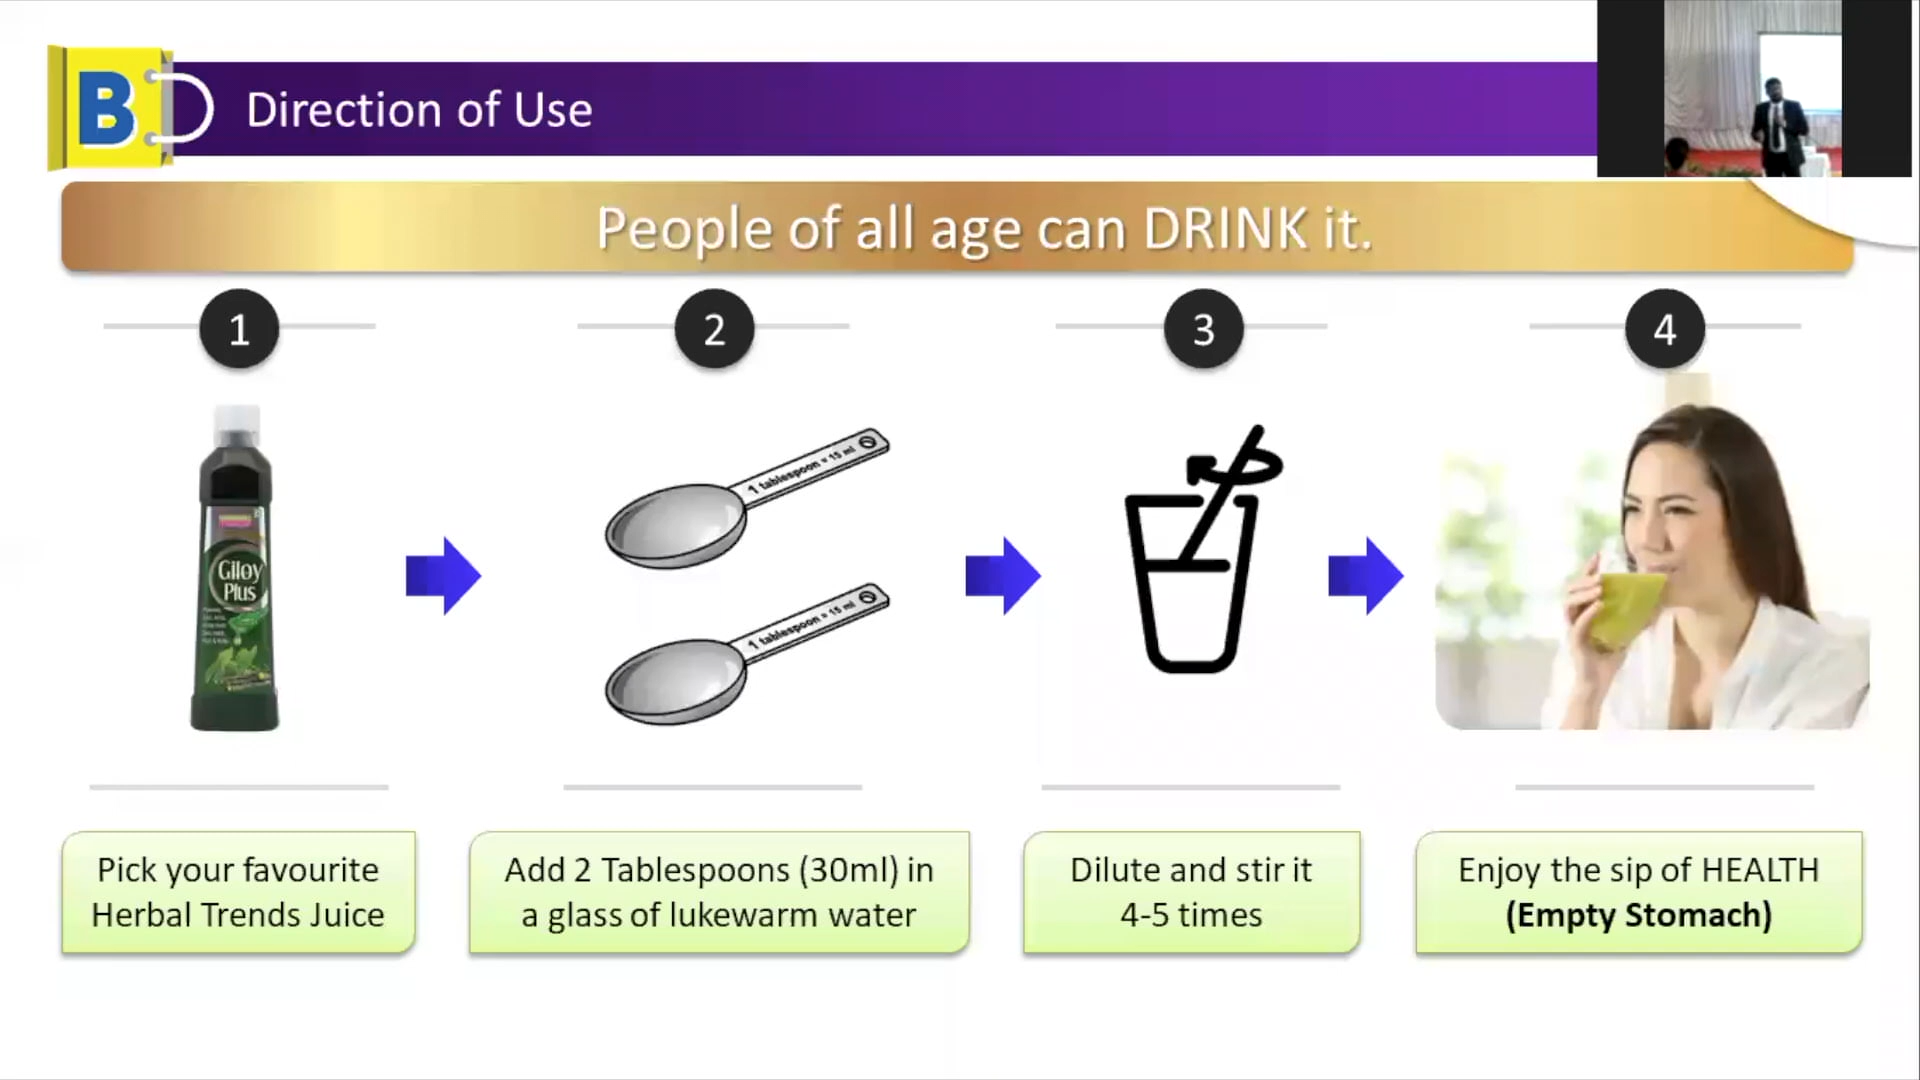 B
Direction of Use
People of all age can DRINK it.
1
2
3
4
Giloy
Plus
1 tablespoon = 15 ml
1 tablespoon = 15 ml
Pick your favourite
Herbal Trends Juice
Add 2 Tablespoons (30ml) in
a glass of lukewarm water
Dilute and stir it
4-5 times
Enjoy the sip of HEALTH
(Empty Stomach)